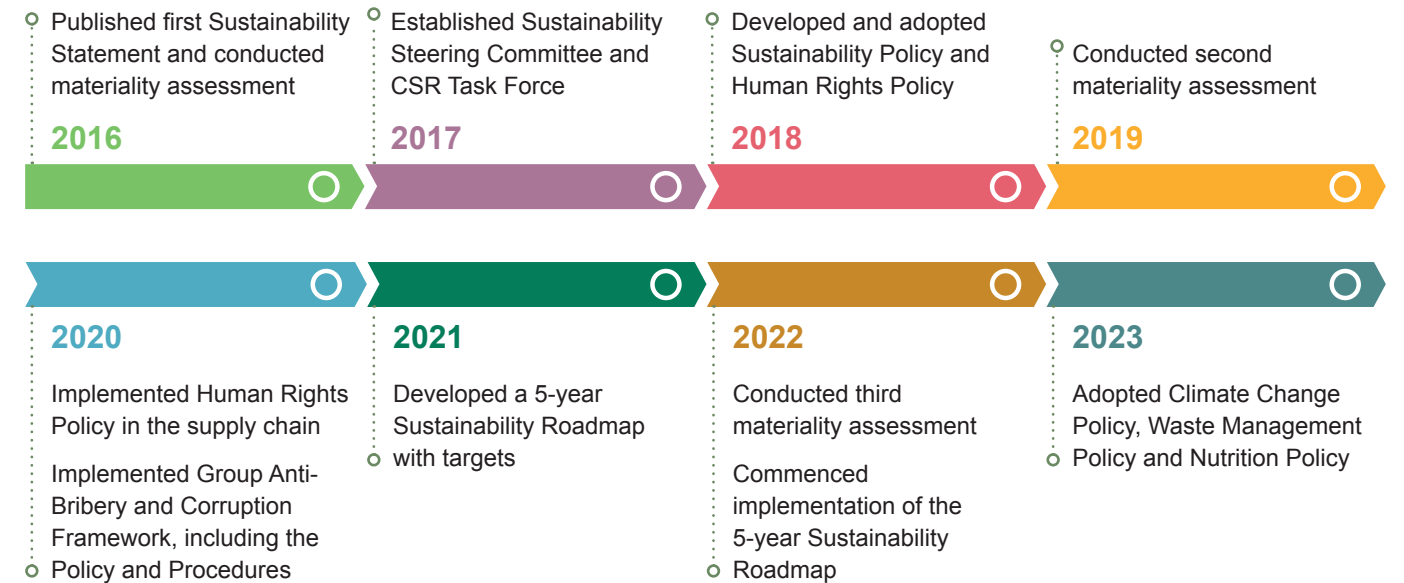 Published first Sustainability
Statement and conducted
materiality assessment
2016
Established Sustainability
Steering Committee and
CSR Task Force
2017
Developed and adopted
Sustainability Policy and
Human Rights Policy
2018
Conducted second
materiality assessment
2019
2020
Implemented Human Rights
Policy in the supply chain
Implemented Group Anti-
Bribery and Corruption
Framework, including the
Policy and Procedures
2021
Developed a 5-year
Sustainability Roadmap
with targets
2022
Conducted third
materiality assessment
Commenced
implementation of the
5-year Sustainability
Roadmap
2023
Adopted Climate Change
Policy, Waste Management
Policy and Nutrition Policy